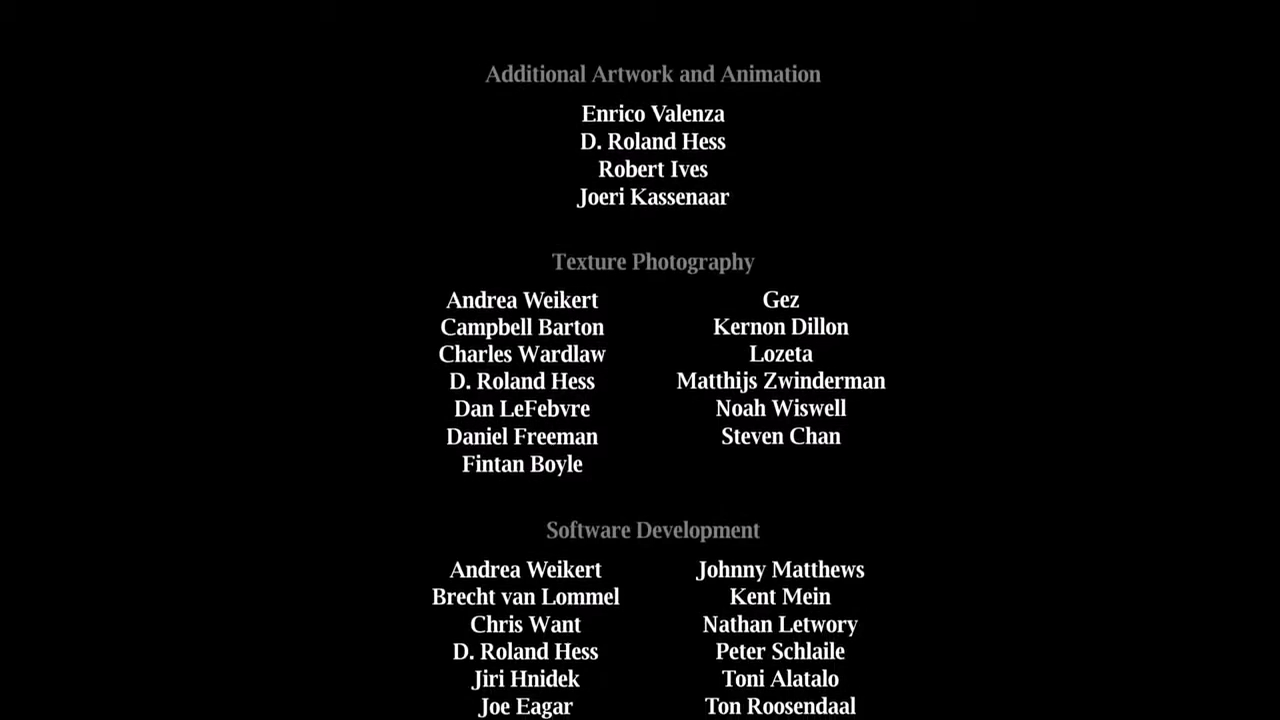 Additional Artwork and Animation
Enrico Valenza
D. Roland Hess
Robert Ives
Joeri Kassenaar
Texture Photography
Andrea Weikert
Campbell Barton
Charles Wardlaw
D. Roland Hess
Dan LeFebvre
Daniel Freeman
Fintan Boyle
Gez
Kernon Dillon
Lozeta
Matthijs Zwinderman
Noah Wiswell
Steven Chan
Software Development
Andrea Weikert
Brecht van Lommel
Chris Want
D. Roland Hess
Jiri Hnidek
Joe Eagar
Johnny Matthews
Kent Mein
Nathan Letwory
Peter Schlaile
Toni Alatalo
Ton Roosendaal